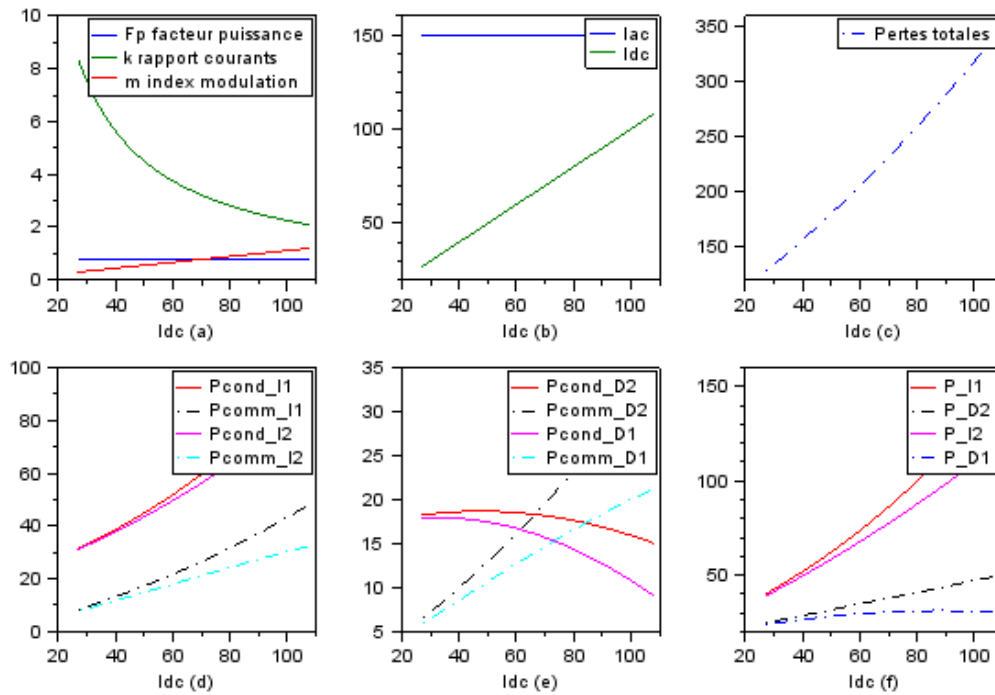 10
8
6
4
2
0
Fp facteur puissance
k rapport courants
m index modulation
20 40 60 80 100
Idc (a)
150
100
50
Iac
Idc
20 40 60 80 100
Idc (b)
350
300
250
200
150
Pertes totales
20 40 60 80 100
Idc (c)
100
80
60
40
20
0
Pcond_I1
Pcomm_I1
Pcond_I2
Pcomm_I2
20 40 60 80 100
Idc (d)
35
30
25
20
15
10
5
Pcond_D2
Pcomm_D2
Pcond_D1
Pcomm_D1
20 40 60 80 100
Idc (e)
150
100
50
P_I1
P_D2
P_I2
P_D1
20 40 60 80 100
Idc (f)